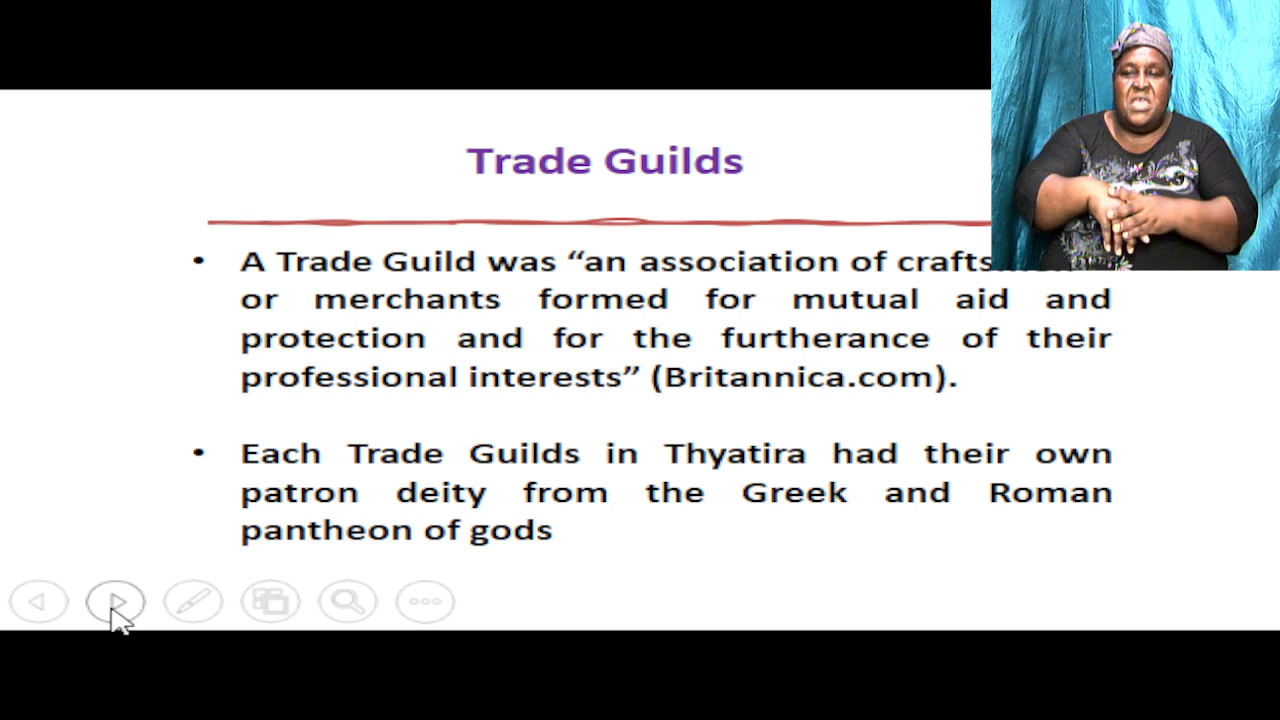 Trade Guilds
• A Trade Guild was “an association of crafts
or merchants formed for mutual aid and
protection and for the furtherance of their
professional interests” (Britannica.com).
• Each Trade Guilds in Thyatira had their own
patron deity from the Greek and Roman
pantheon of gods